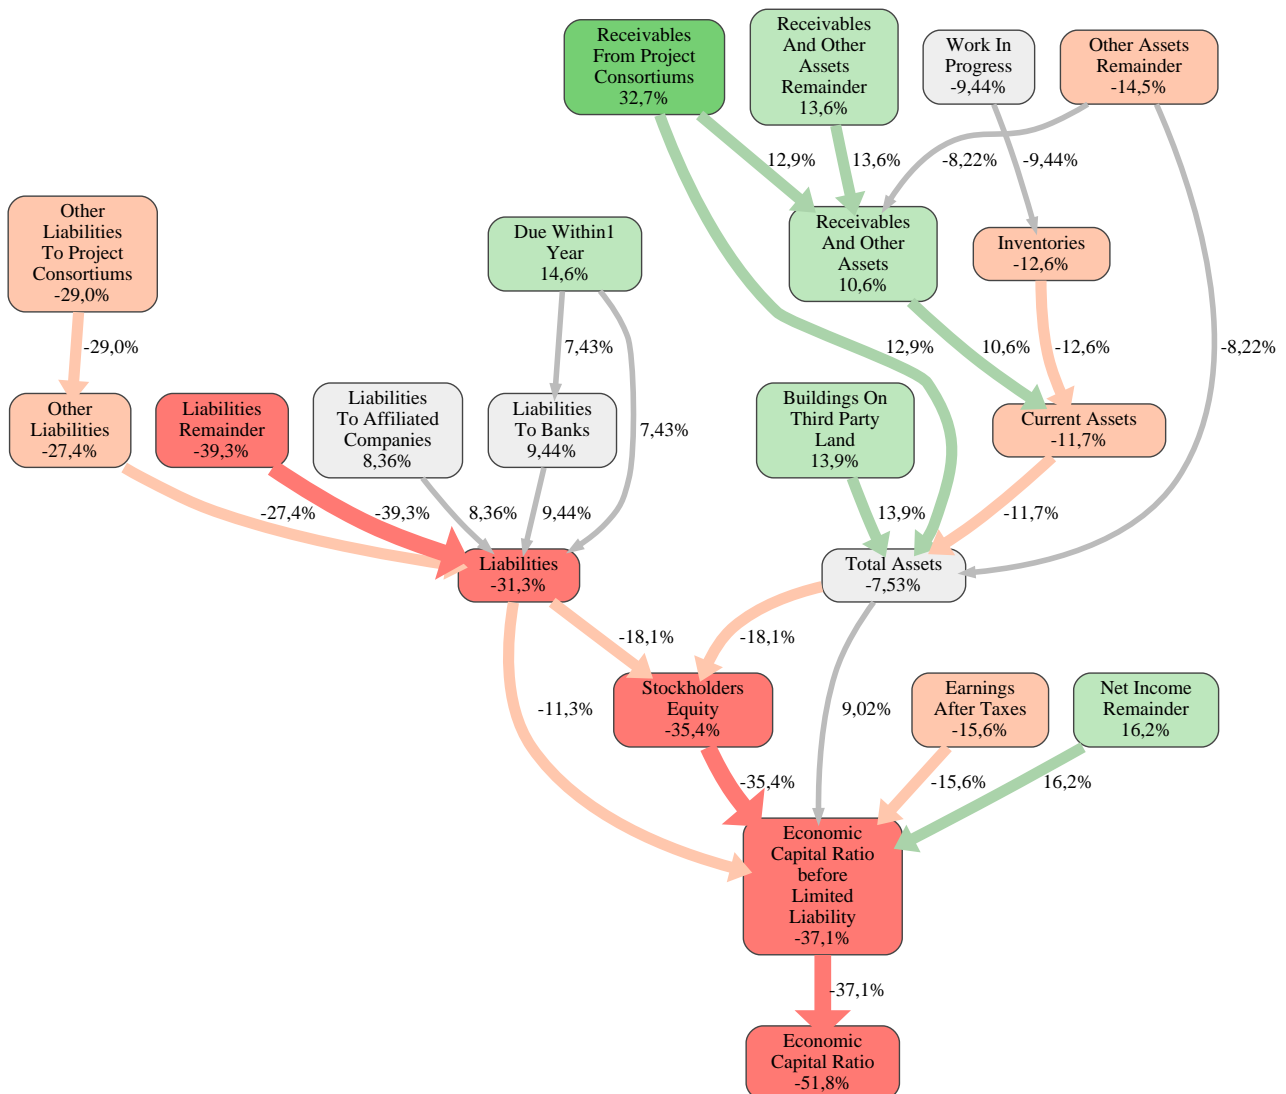 Receivables
From Project
Consortiums
32,7%
Receivables
And Other
Assets
Remainder
13,6%
Work In
Progress
-9,44%
Other Assets
Remainder
-14,5%
12,9%
13,6%
-8,22%
-9,44%
Other
Liabilities
To Project
Consortiums
-29,0%
Due Within1
Year
14,6%
Receivables
And Other
Assets
10,6%
Inventories
-12,6%
-29,0%
7,43%
12,9%
10,6%
-12,6%
-8,22%
Other
Liabilities
-27,4%
Liabilities
Remainder
-39,3%
Liabilities
To Affiliated
Companies
8,36%
Liabilities
To Banks
9,44%
7,43%
Buildings On
Third Party
Land
13,9%
Current Assets
-11,7%
-27,4%
-39,3%
8,36%
9,44%
13,9%
-11,7%
Liabilities
-31,3%
Total Assets
-7,53%
-18,1%
-18,1%
-11,3%
Stockholders
Equity
-35,4%
9,02%
Earnings
After Taxes
-15,6%
Net Income
Remainder
16,2%
-35,4%
-15,6%
16,2%
Economic
Capital Ratio
before
Limited
Liability
-37,1%
-37,1%
Economic
Capital Ratio
-51,8%